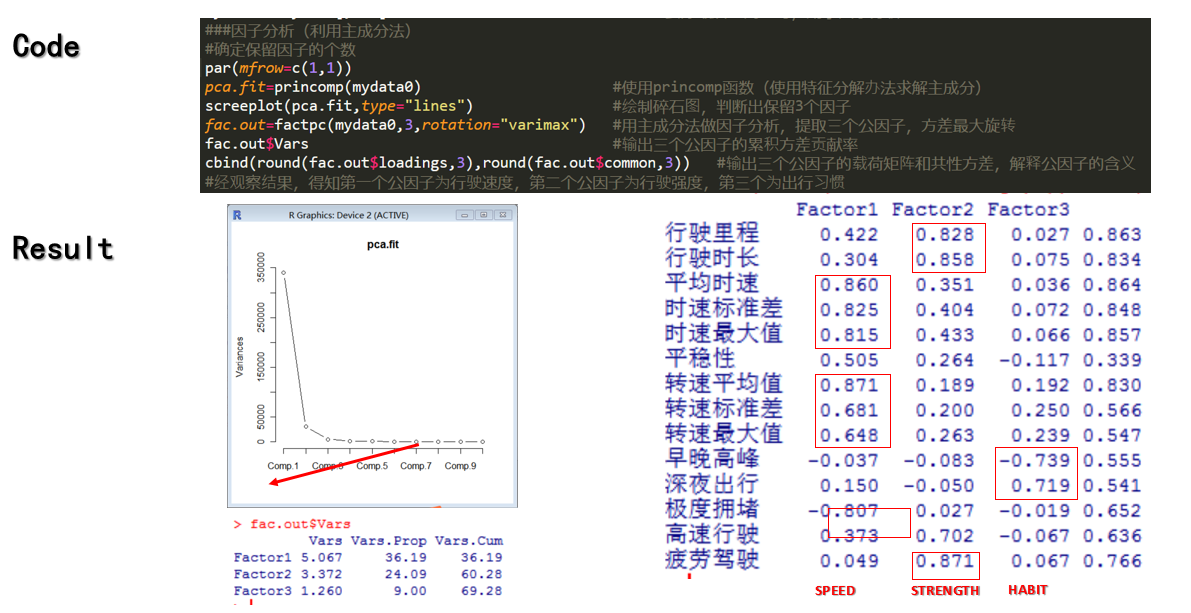 Code
###因子分析（利用主成分法）
#确定保留因子的个数
par(mfrow=c(1,1))
pca.fit=princomp(mydata0) #使用princomp函数（使用特征分解办法求解主成分）
screeplot(pca.fit,type="lines") #绘制碎石图，判断出保留3个因子
fac.out=factpc(mydata0,3,rotation="varimax") #用主成分法做因子分析，提取三个公因子，方差最大旋转
fac.out$Vars #输出三个公因子的累积方差贡献率
cbind(round(fac.out$loadings,3),round(fac.out$common,3)) #输出三个公因子的载荷矩阵和共性方差，解释公因子的含义
#经观察结果，得知第一个公因子为行驶速度，第二个公因子为行驶强度，第三个为出行习惯
Result
R Graphics: Device 2 (ACTIVE)
pca.fit
Variances
350000
250000
150000
50000
0
Comp.1 Comp.3 Comp.5 Comp.7 Comp.9
> fac.out$Vars
Vars Vars.Prop Vars.Cum
Factor1 5.067 36.19 36.19
Factor2 3.372 24.09 60.28
Factor3 1.260 9.00 69.28
Factor1 Factor2 Factor3
行驶里程 0.422 0.828 0.027 0.863
行驶时长 0.304 0.858 0.075 0.834
平均时速 0.860 0.351 0.036 0.864
时速标准差 0.825 0.404 0.072 0.848
时速最大值 0.815 0.433 0.066 0.857
平稳性 0.505 0.264 -0.117 0.339
转速平均值 0.871 0.189 0.192 0.830
转速标准差 0.681 0.200 0.250 0.566
转速最大值 0.648 0.263 0.239 0.547
早晚高峰 -0.037 -0.083 -0.739 0.555
深夜出行 0.150 -0.050 0.719 0.541
极度拥堵 -0.807 0.027 -0.019 0.652
高速行驶 0.373 0.702 -0.067 0.636
疲劳驾驶 0.049 0.871 0.067 0.766
SPEED STRENGTH HABIT